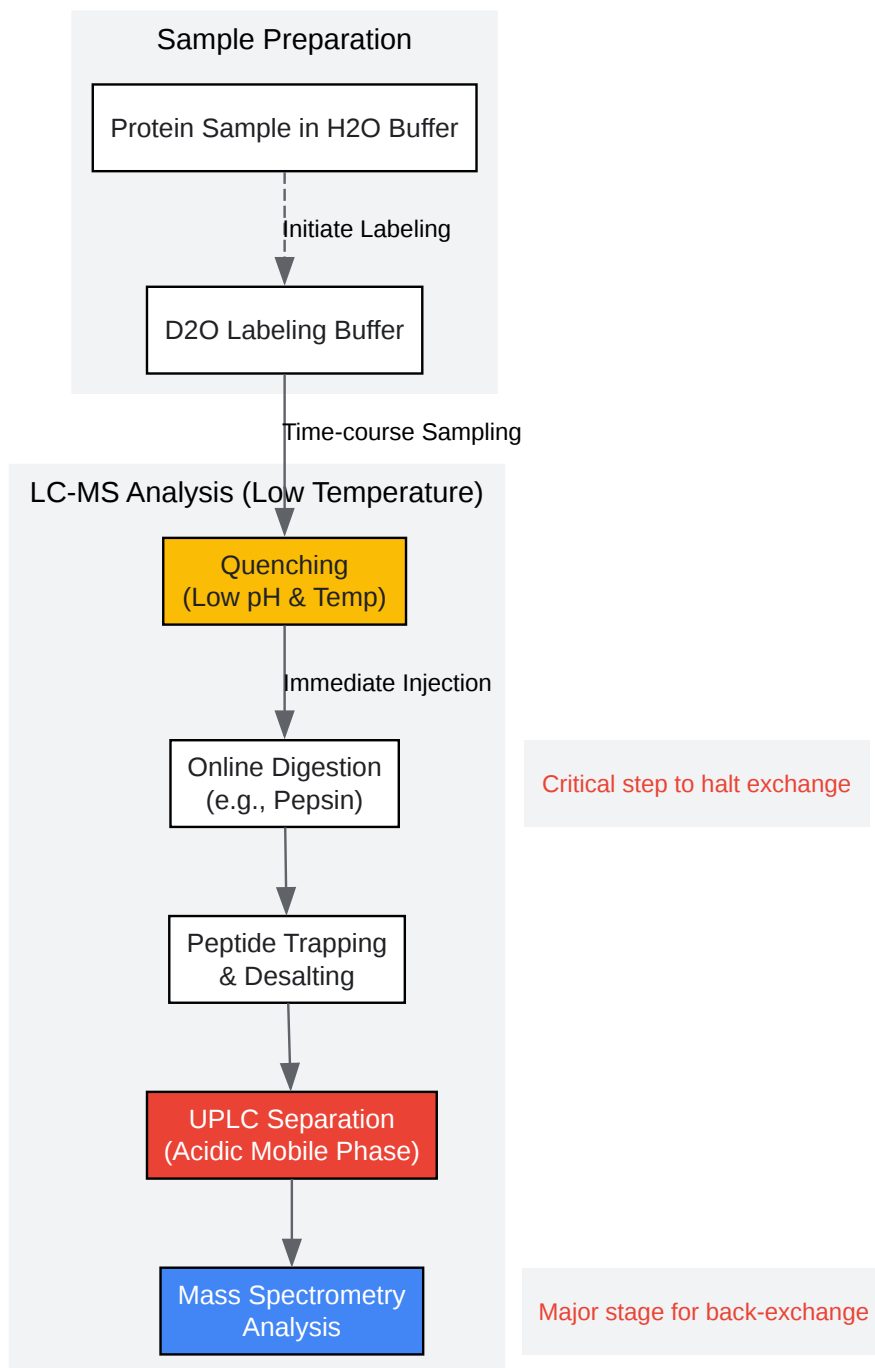 Sample Preparation
Protein Sample in H2O Buffer
Initiate Labeling
D2O Labeling Buffer
Time-course Sampling
LC-MS Analysis (Low Temperature)
Quenching
(Low pH & Temp)
Immediate Injection
Online Digestion
(e.g., Pepsin)
Critical step to halt exchange
Peptide Trapping
& Desalting
UPLC Separation
(Acidic Mobile Phase)
Mass Spectrometry
Analysis
Major stage for back-exchange